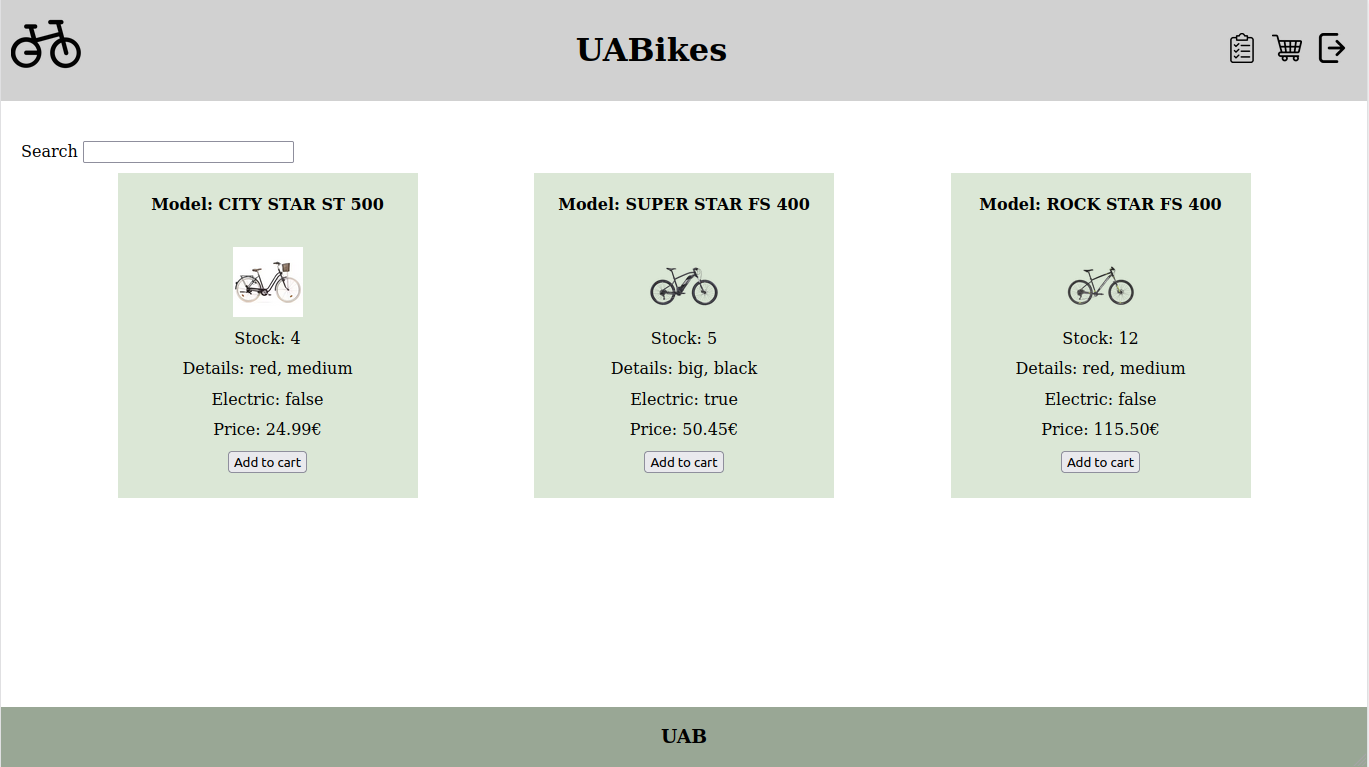 UABikes
Search
Model: CITY STAR ST 500
Stock: 4
Details: red, medium
Electric: false
Price: 24.99€
Add to cart
Model: SUPER STAR FS 400
Stock: 5
Details: big, black
Electric: true
Price: 50.45€
Add to cart
Model: ROCK STAR FS 400
Stock: 12
Details: red, medium
Electric: false
Price: 115.50€
Add to cart
UAB